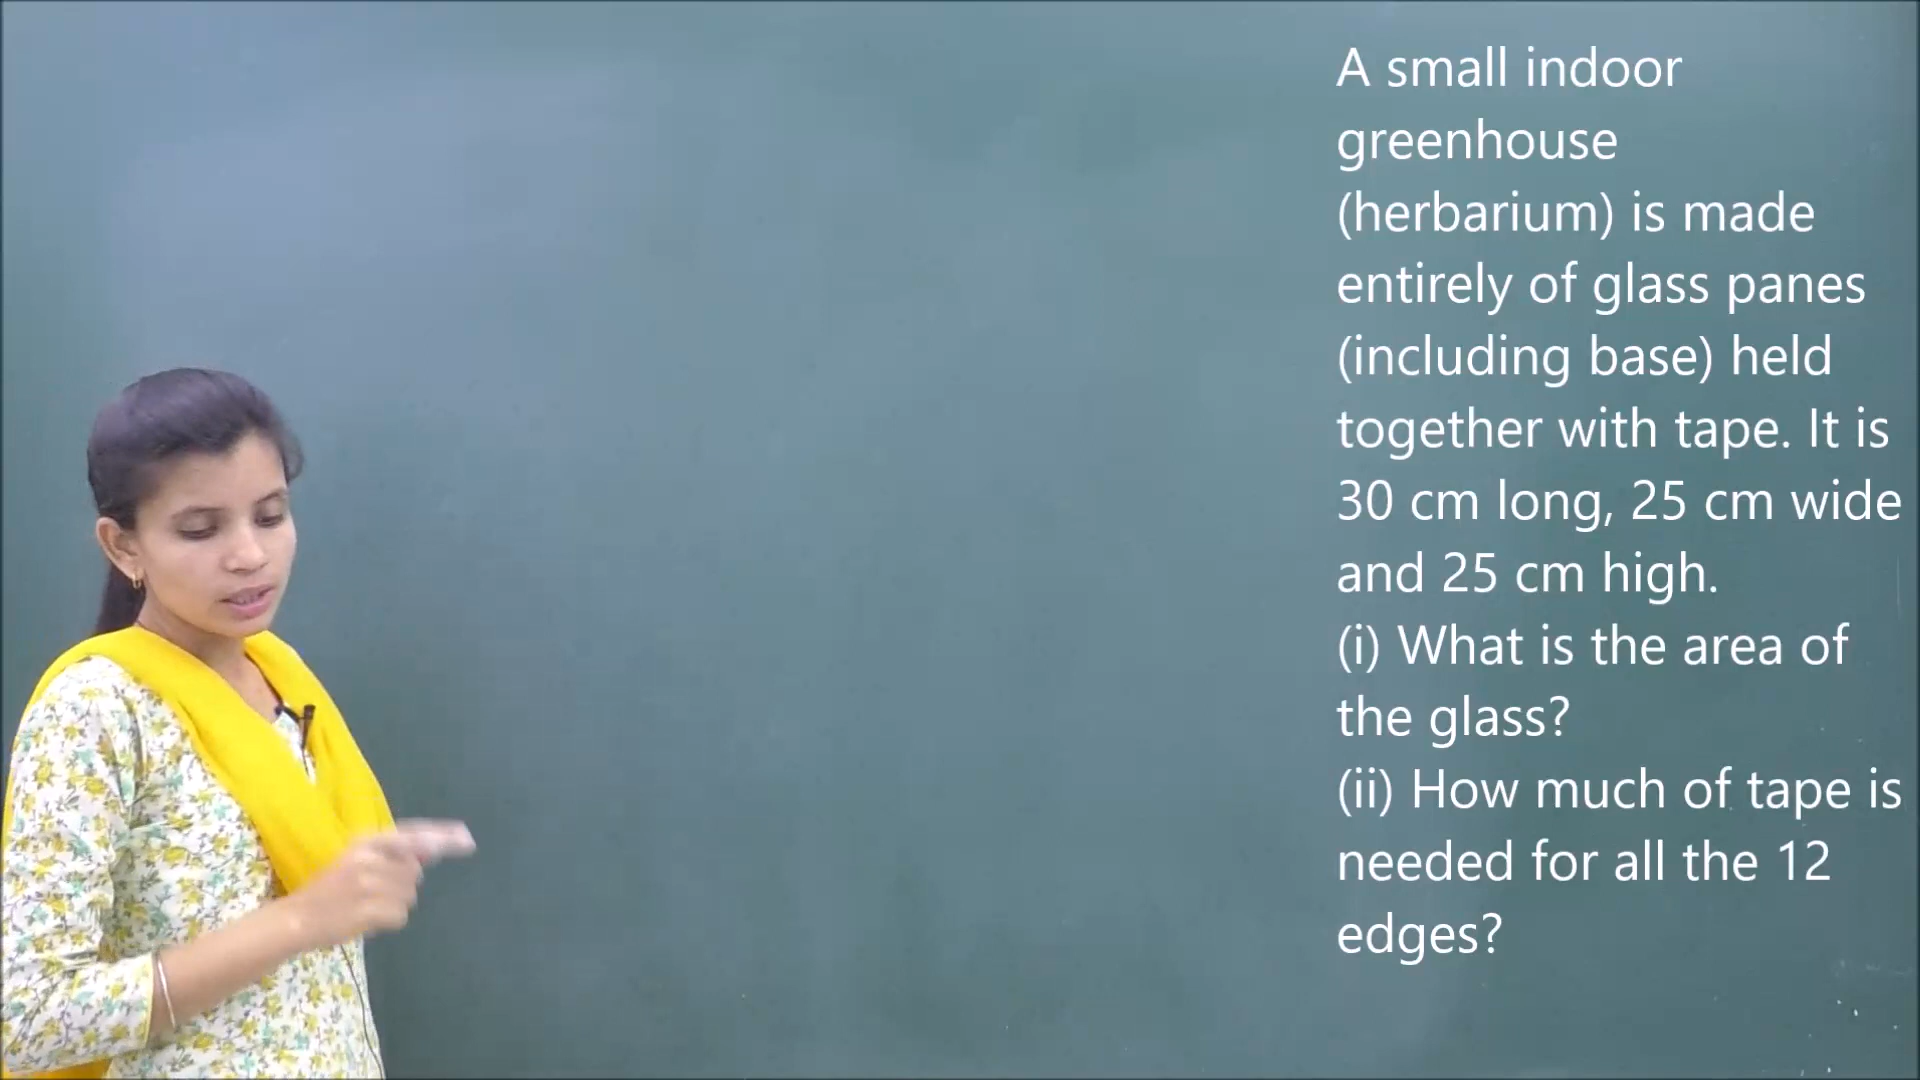 A small indoor
greenhouse
(herbarium) is made
entirely of glass panes
(including base) held
together with tape. It is
30 cm long, 25 cm wide
and 25 cm high.
(i) What is the area of
the glass?
(ii) How much of tape is
needed for all the 12
edges?